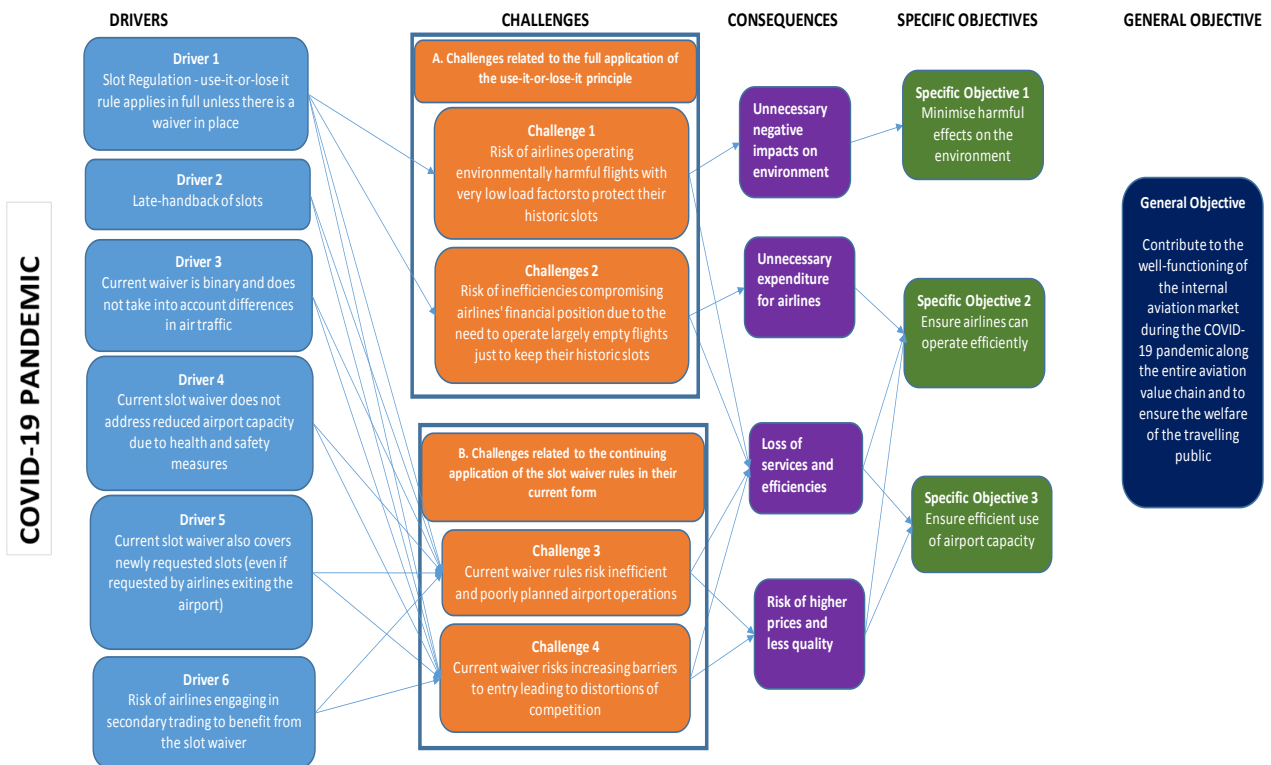 DRIVERS
CHALLENGES
CONSEQUENCES
SPECIFIC OBJECTIVES
GENERAL OBJECTIVE
COVID-19 PANDEMIC
Driver 1
Slot Regulation - use-it-or-lose it
rule applies in full unless there is a
waiver in place
Driver 2
Late-handback of slots
Driver 3
Current waiver is binary and does
not take into account differences
in air traffic
Driver 4
Current slot waiver does not
address reduced airport capacity
due to health and safety
measures
Driver 5
Current slot waiver also covers
newly requested slots (even if
requested by airlines exiting the
airport)
Driver 6
Risk of airlines engaging in
secondary trading to benefit from
the slot waiver
A. Challenges related to the full application of
the use-it-or-lose-it principle
Challenge 1
Risk of airlines operating
environmentally harmful flights with
very low load factorsto protect their
historic slots
Challenges 2
Risk of inefficiencies compromising
airlines' financial position due to the
need to operate largely empty flights
just to keep their historic slots
B. Challenges related to the continuing
application of the slot waiver rules in their
current form
Challenge 3
Current waiver rules risk inefficient
and poorly planned airport operations
Challenge 4
Current waiver risks increasing barriers
to entry leading to distortions of
competition
Unnecessary
negative
impacts on
environment
Unnecessary
expenditure
for airlines
Loss of
services and
efficiencies
Risk of higher
prices and
less quality
Specific Objective 1
Minimise harmful
effects on the
environment
Specific Objective 2
Ensure airlines can
operate efficiently
Specific Objective 3
Ensure efficient use
of airport capacity
General Objective
Contribute to the
well-functioning of
the internal
aviation market
during the COVID-
19 pandemic along
the entire aviation
value chain and to
ensure the welfare
of the travelling
public